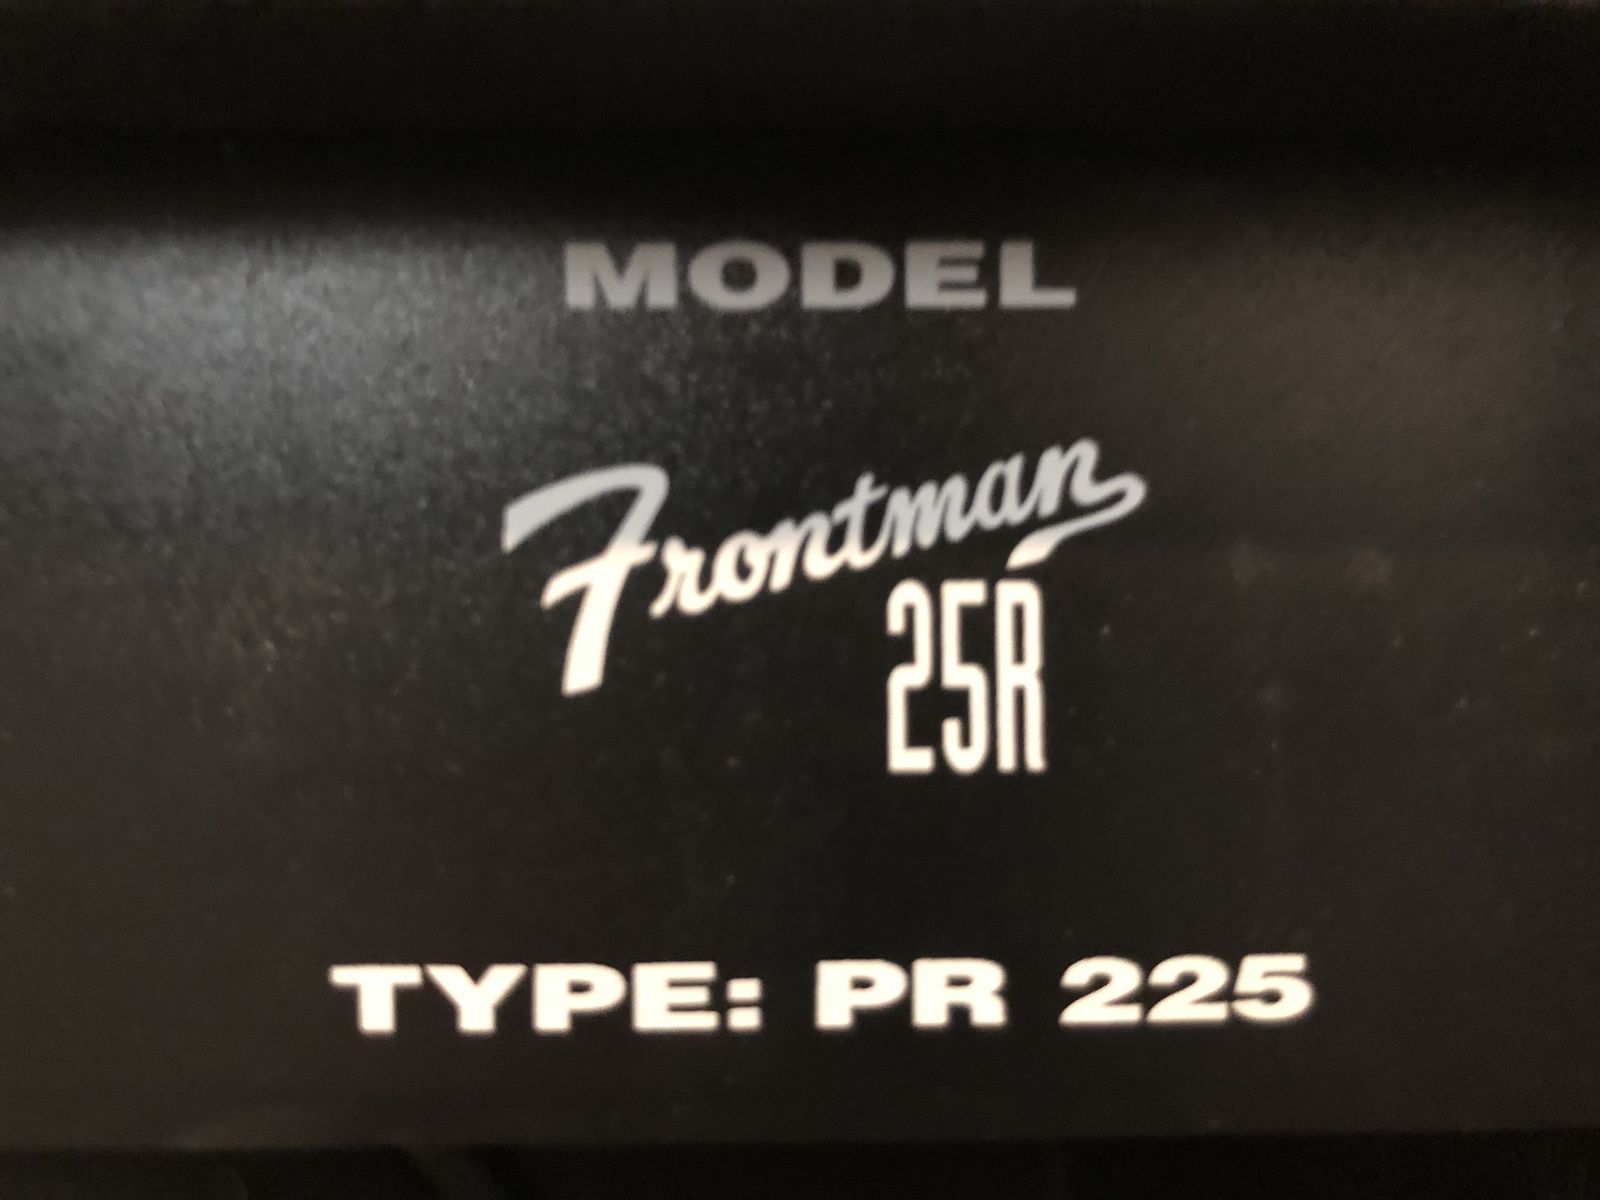 MODEL
Frontman
25R
TYPE: PR 225